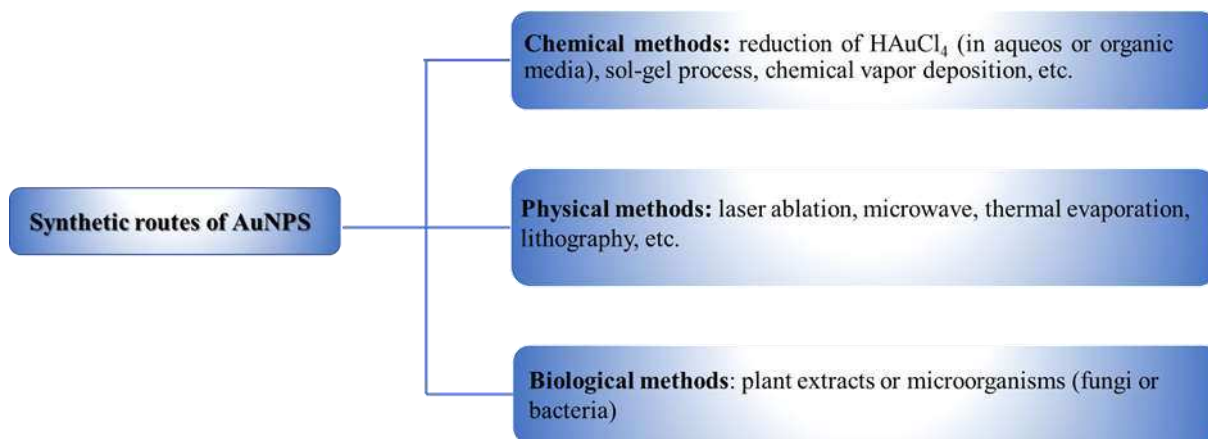 Chemical methods: reduction of HAuCl₄ (in aqueos or organic
media), sol-gel process, chemical vapor deposition, etc.
Synthetic routes of AuNPS
Physical methods: laser ablation, microwave, thermal evaporation,
lithography, etc.
Biological methods: plant extracts or microorganisms (fungi or
bacteria)